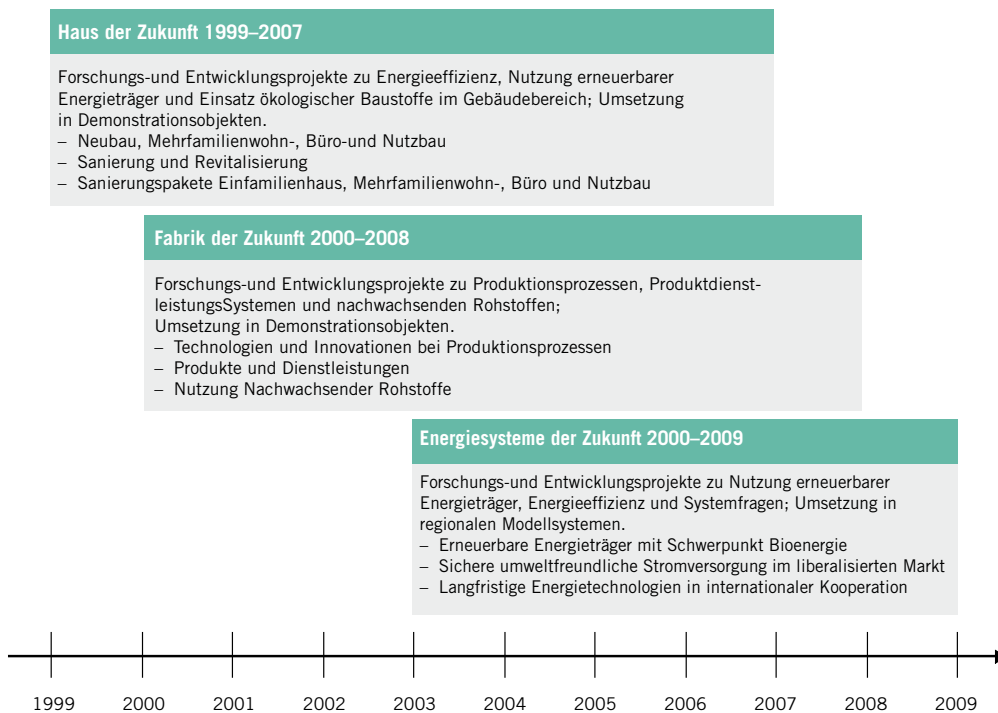 Haus der Zukunft 1999–2007
Forschungs-und Entwicklungsprojekte zu Energieeffizienz, Nutzung erneuerbarer
Energieträger und Einsatz ökologischer Baustoffe im Gebäudebereich; Umsetzung
in Demonstrationsobjekten.
– Neubau, Mehrfamilienwohn-, Büro-und Nutzbau
– Sanierung und Revitalisierung
– Sanierungspakete Einfamilienhaus, Mehrfamilienwohn-, Büro und Nutzbau
Fabrik der Zukunft 2000–2008
Forschungs-und Entwicklungsprojekte zu Produktionsprozessen, Produktdienst-
leistungsSystemen und nachwachsenden Rohstoffen;
Umsetzung in Demonstrationsobjekten.
– Technologien und Innovationen bei Produktionsprozessen
– Produkte und Dienstleistungen
– Nutzung Nachwachsender Rohstoffe
Energiesysteme der Zukunft 2000–2009
Forschungs-und Entwicklungsprojekte zu Nutzung erneuerbarer
Energieträger, Energieeffizienz und Systemfragen; Umsetzung in
regionalen Modellsystemen.
– Erneuerbare Energieträger mit Schwerpunkt Bioenergie
– Sichere umweltfreundliche Stromversorgung im liberalisierten Markt
– Langfristige Energietechnologien in internationaler Kooperation
1999 2000 2001 2002 2003 2004 2005 2006 2007 2008 2009